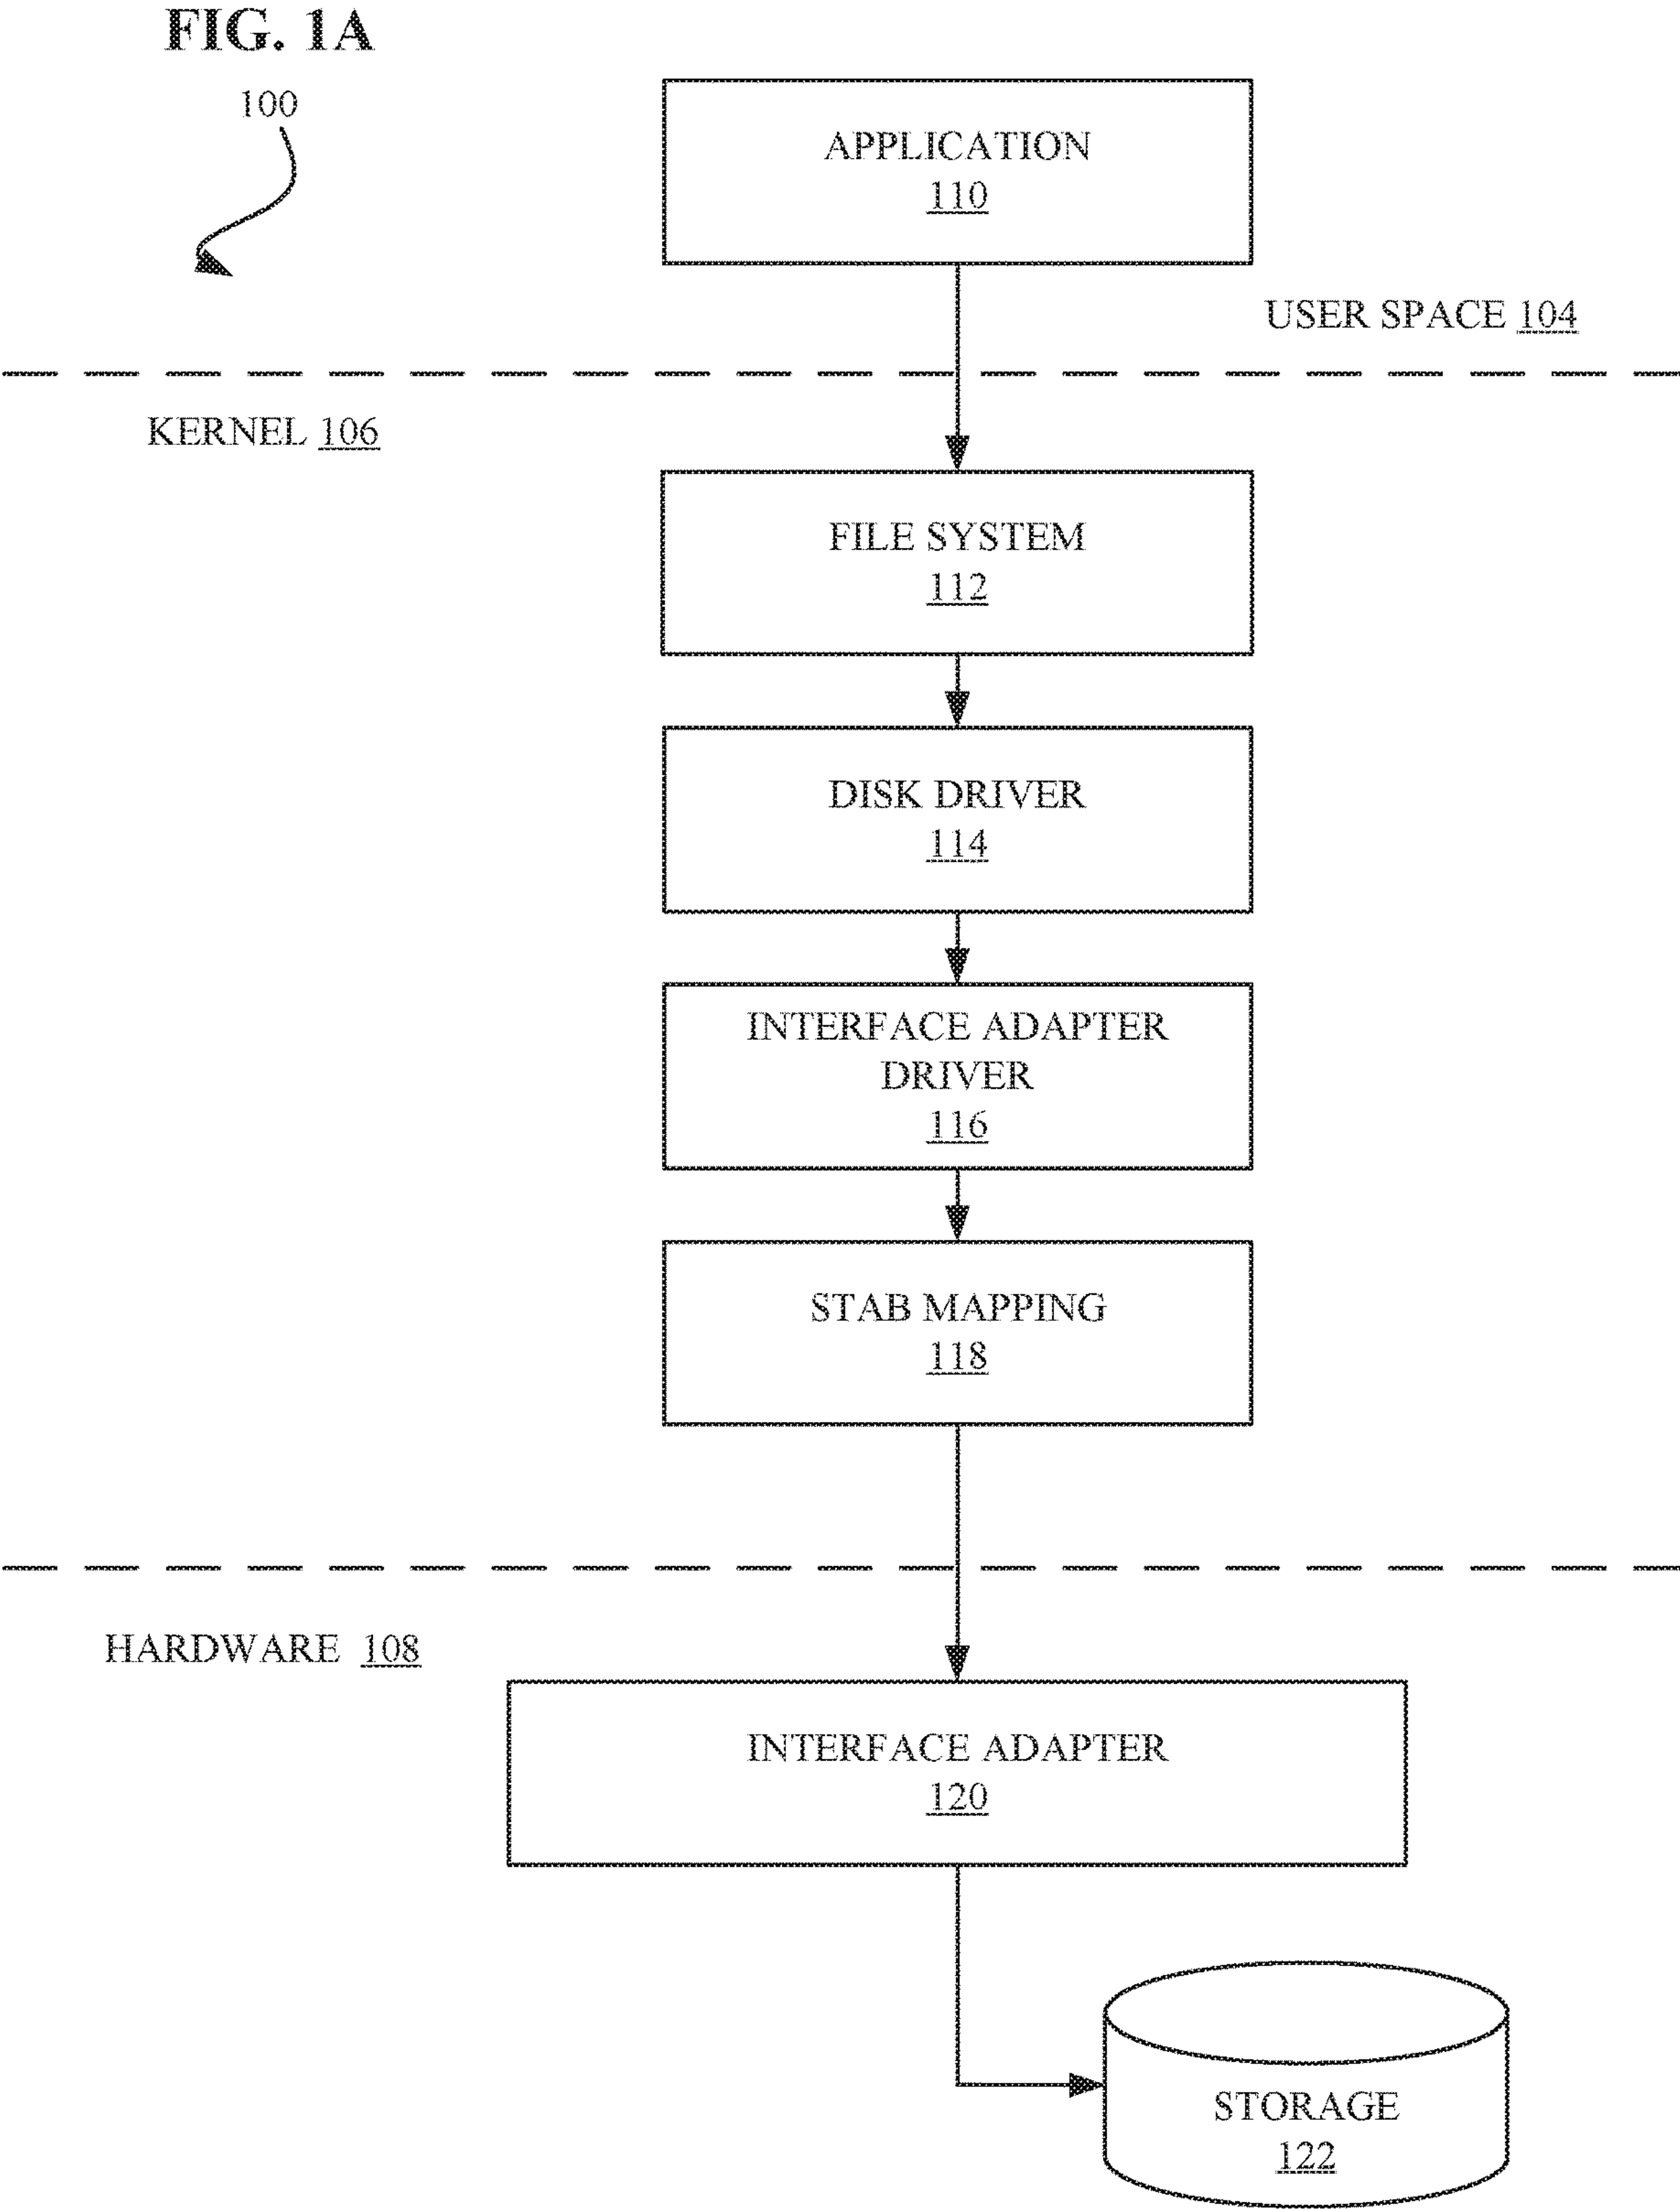 FIG. 1A
100
APPLICATION
110
USER SPACE 104
KERNEL 106
FILE SYSTEM
112
DISK DRIVER
114
INTERFACE ADAPTER
DRIVER
116
STAB MAPPING
118
HARDWARE 108
INTERFACE ADAPTER
120
STORAGE
122